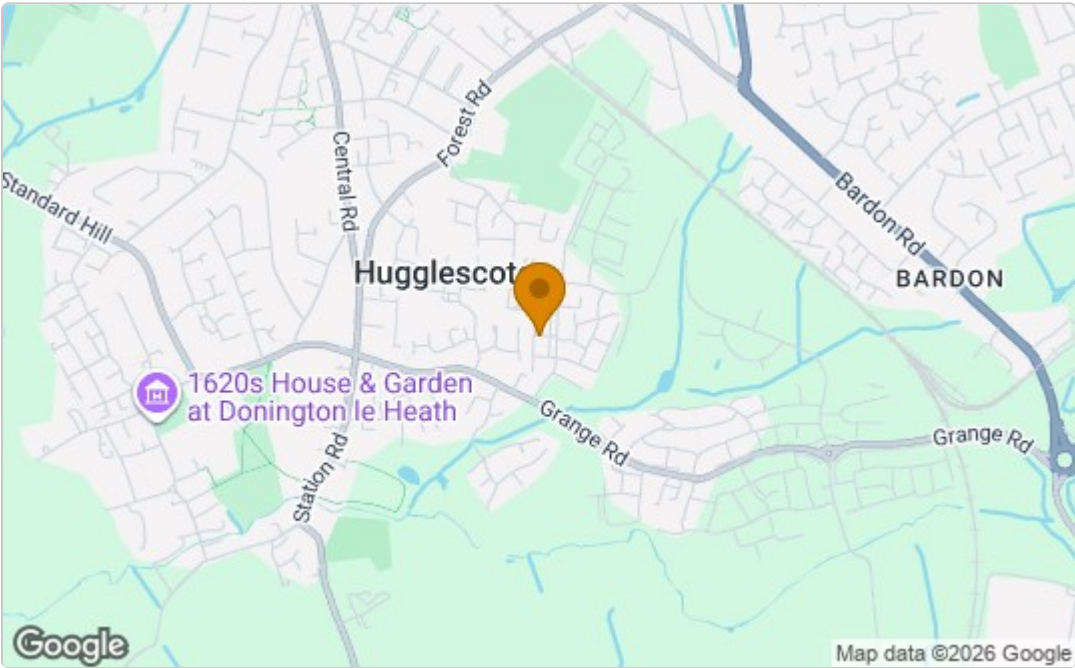 Forest Rd
Central Rd
Standard Hill
Bardon Rd
Hugglescot
BARDON
1620s House & Garden
at Donington le Heath
Grange Rd
Grange Rd
Station Rd
Google
Map data ©2026 Google